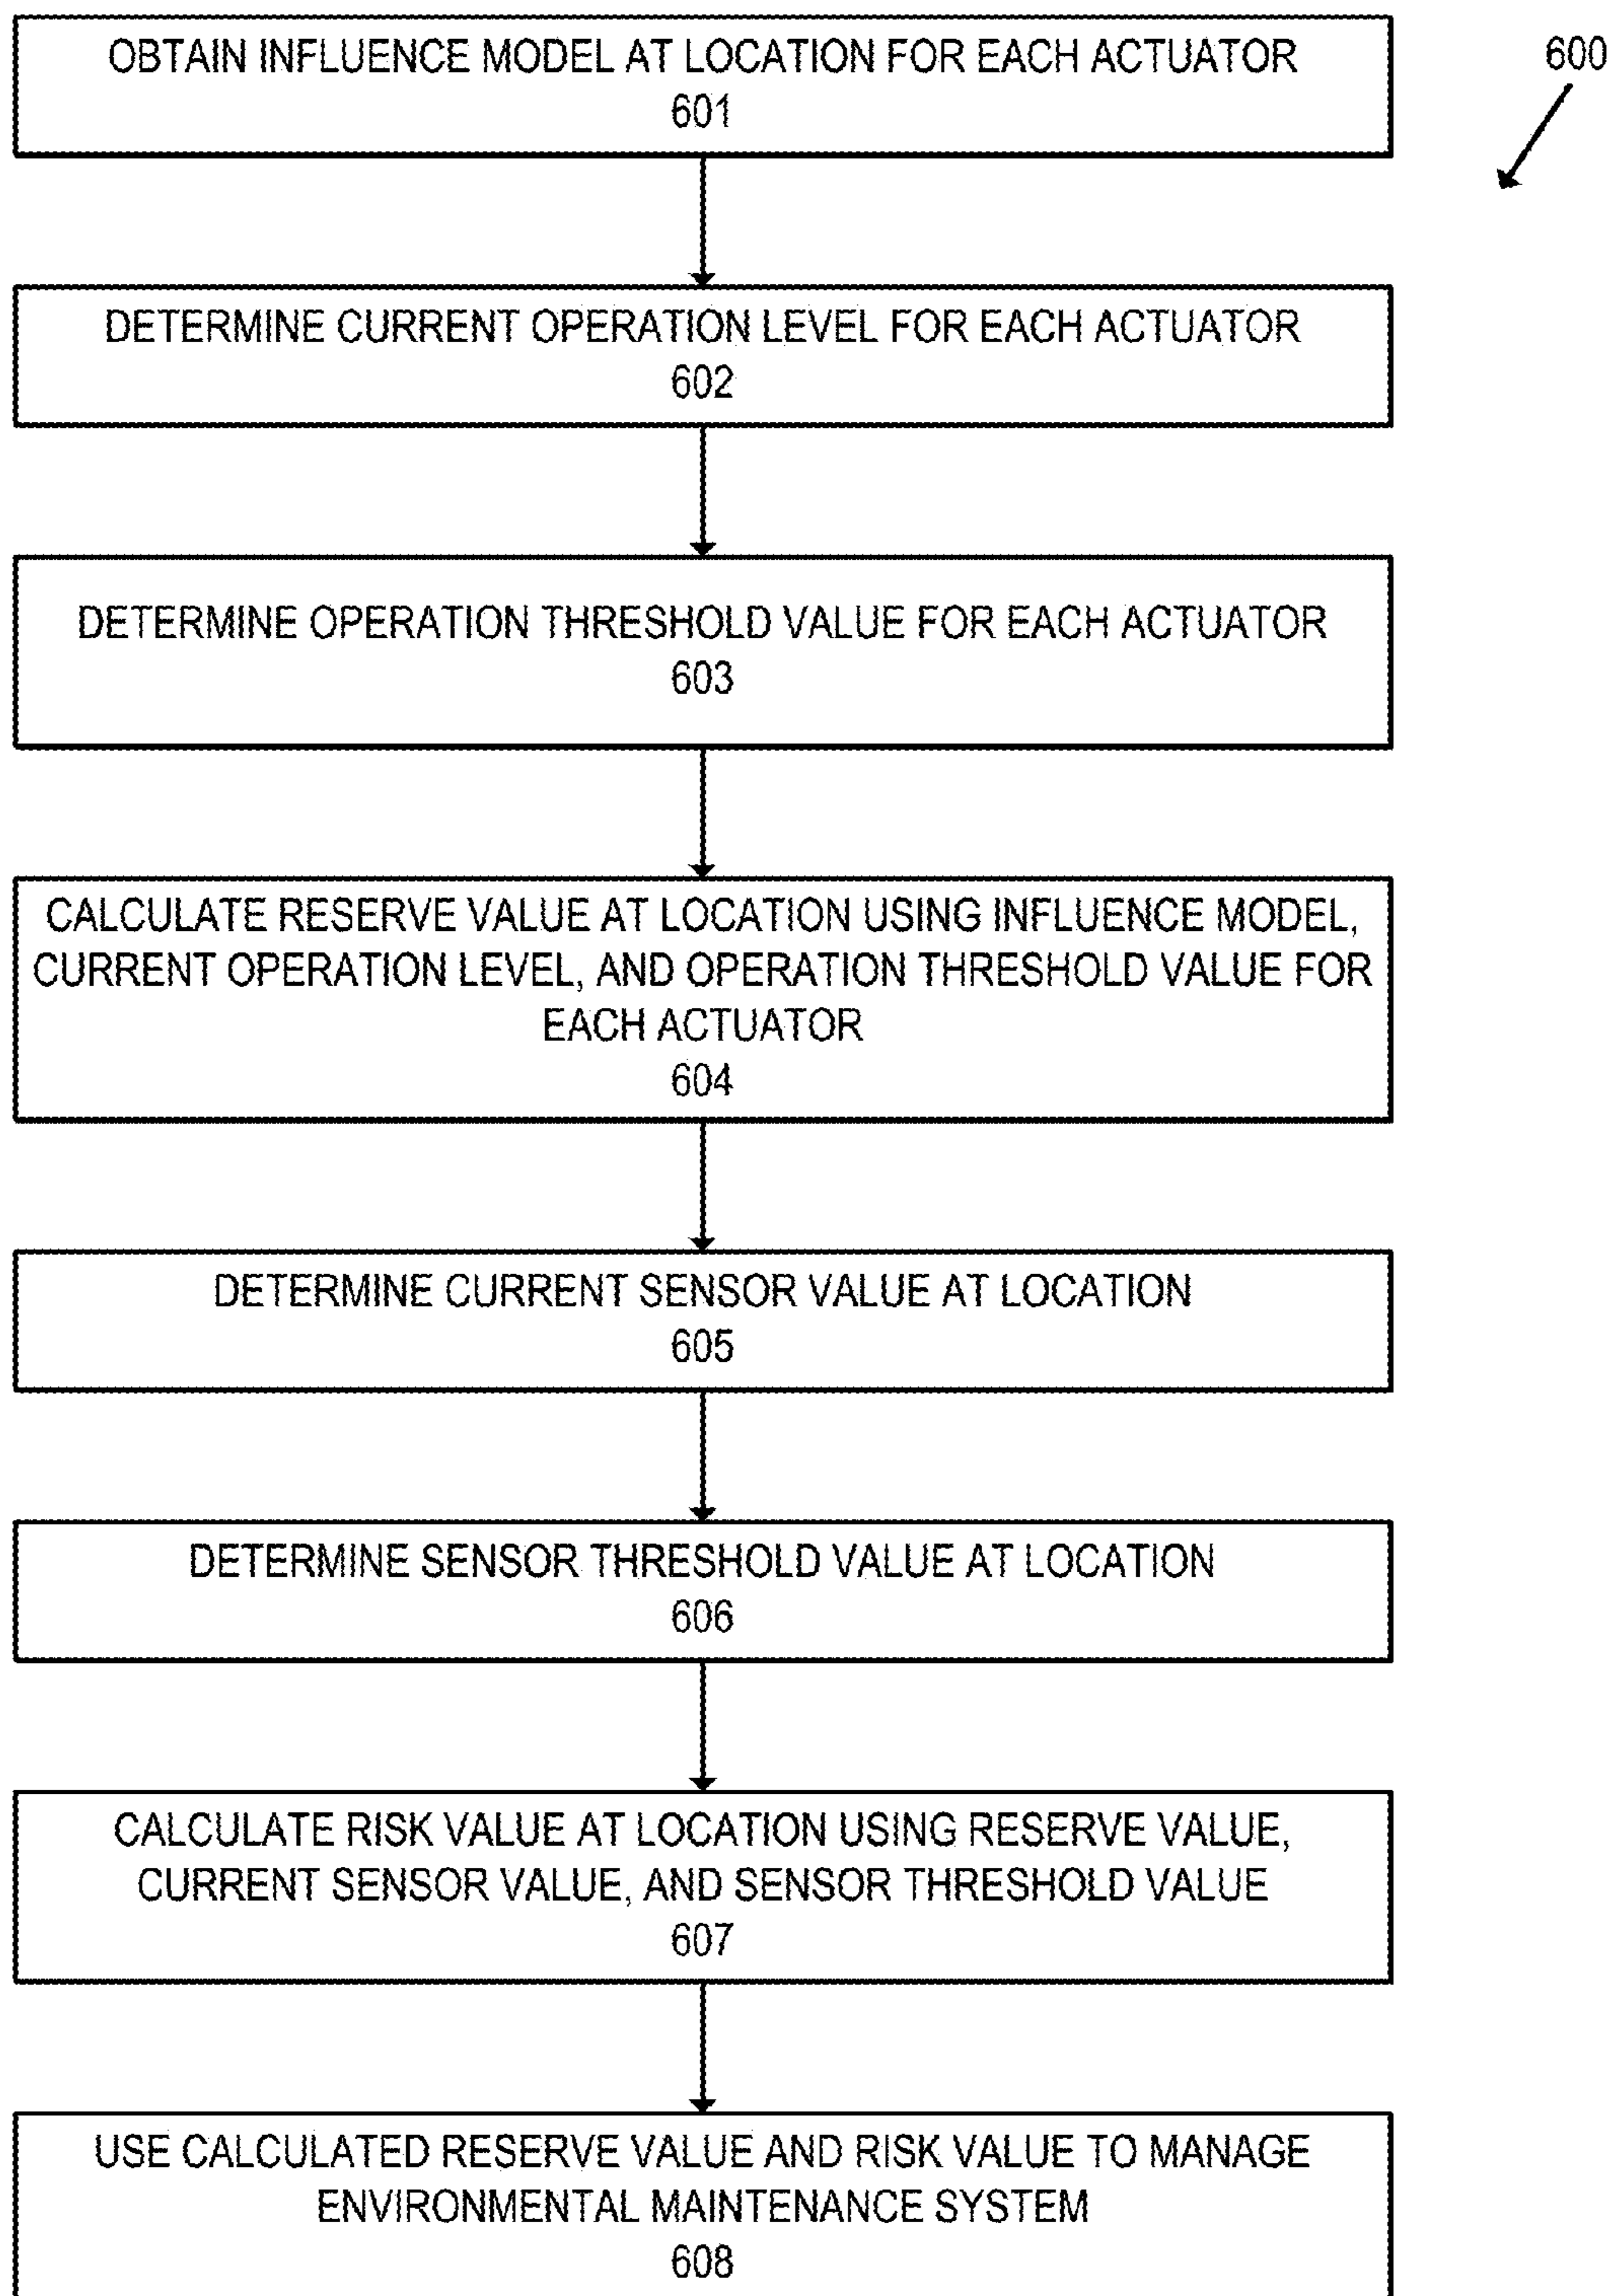 OBTAIN INFLUENCE MODEL AT LOCATION FOR EACH ACTUATOR
601
600
DETERMINE CURRENT OPERATION LEVEL FOR EACH ACTUATOR
602
DETERMINE OPERATION THRESHOLD VALUE FOR EACH ACTUATOR
603
CALCULATE RESERVE VALUE AT LOCATION USING INFLUENCE MODEL,
CURRENT OPERATION LEVEL, AND OPERATION THRESHOLD VALUE FOR
EACH ACTUATOR
604
DETERMINE CURRENT SENSOR VALUE AT LOCATION
605
DETERMINE SENSOR THRESHOLD VALUE AT LOCATION
606
CALCULATE RISK VALUE AT LOCATION USING RESERVE VALUE,
CURRENT SENSOR VALUE, AND SENSOR THRESHOLD VALUE
607
USE CALCULATED RESERVE VALUE AND RISK VALUE TO MANAGE
ENVIRONMENTAL MAINTENANCE SYSTEM
608